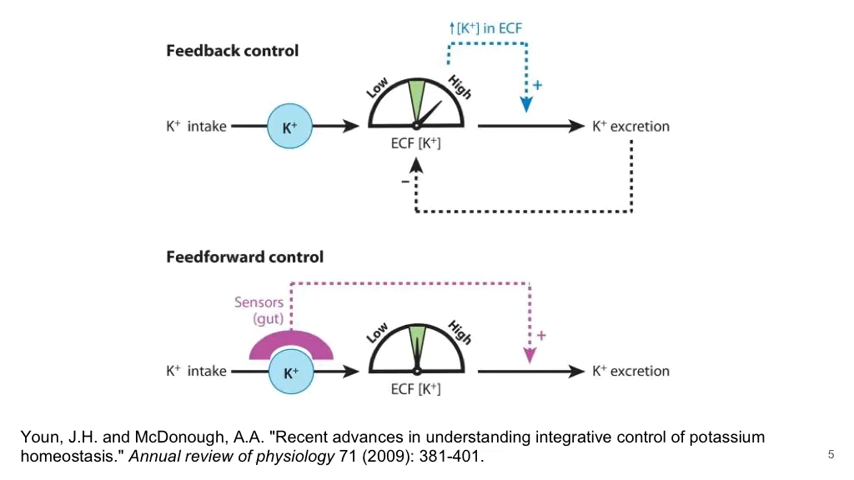 ↑[K⁺] in ECF
Feedback control
Low
High
+
K⁺ intake
K⁺
K⁺ excretion
ECF [K⁺]
−
Feedforward control
Sensors
(gut)
Low
High
+
K⁺ intake
K⁺
K⁺ excretion
ECF [K⁺]
Youn, J.H. and McDonough, A.A. "Recent advances in understanding integrative control of potassium
homeostasis." Annual review of physiology 71 (2009): 381-401.
5